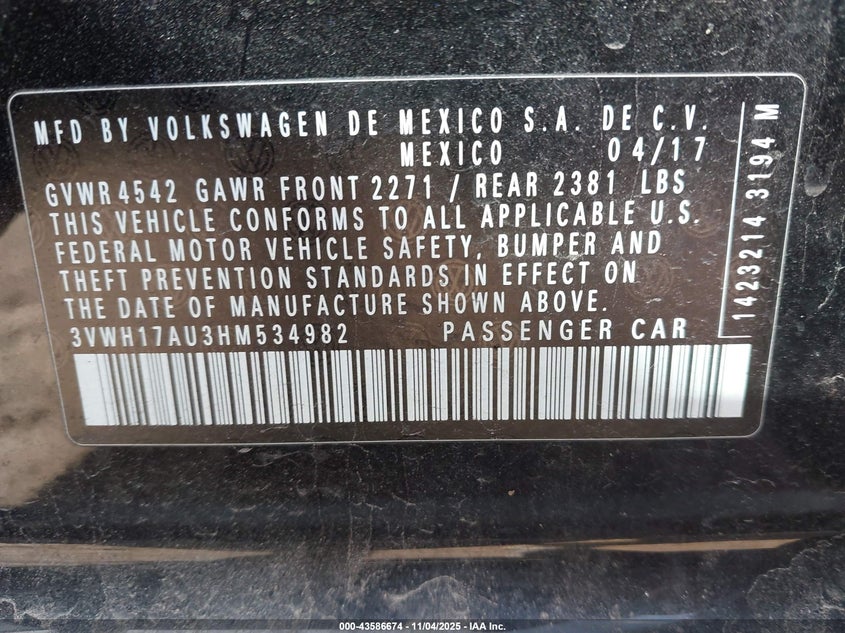 MFD BY VOLKSWAGEN DE MEXICO S.A. DE C.V.
MEXICO 04/17
GVWR 4542 GAWR FRONT 2271 / REAR 2381 LBS
THIS VEHICLE CONFORMS TO ALL APPLICABLE U.S.
FEDERAL MOTOR VEHICLE SAFETY, BUMPER AND
THEFT PREVENTION STANDARDS IN EFFECT ON
THE DATE OF MANUFACTURE SHOWN ABOVE.
3VWH17AU3HM534982 PASSENGER CAR
1423214 3194 M
000-43586674 - 11/04/2025 - IAA Inc.